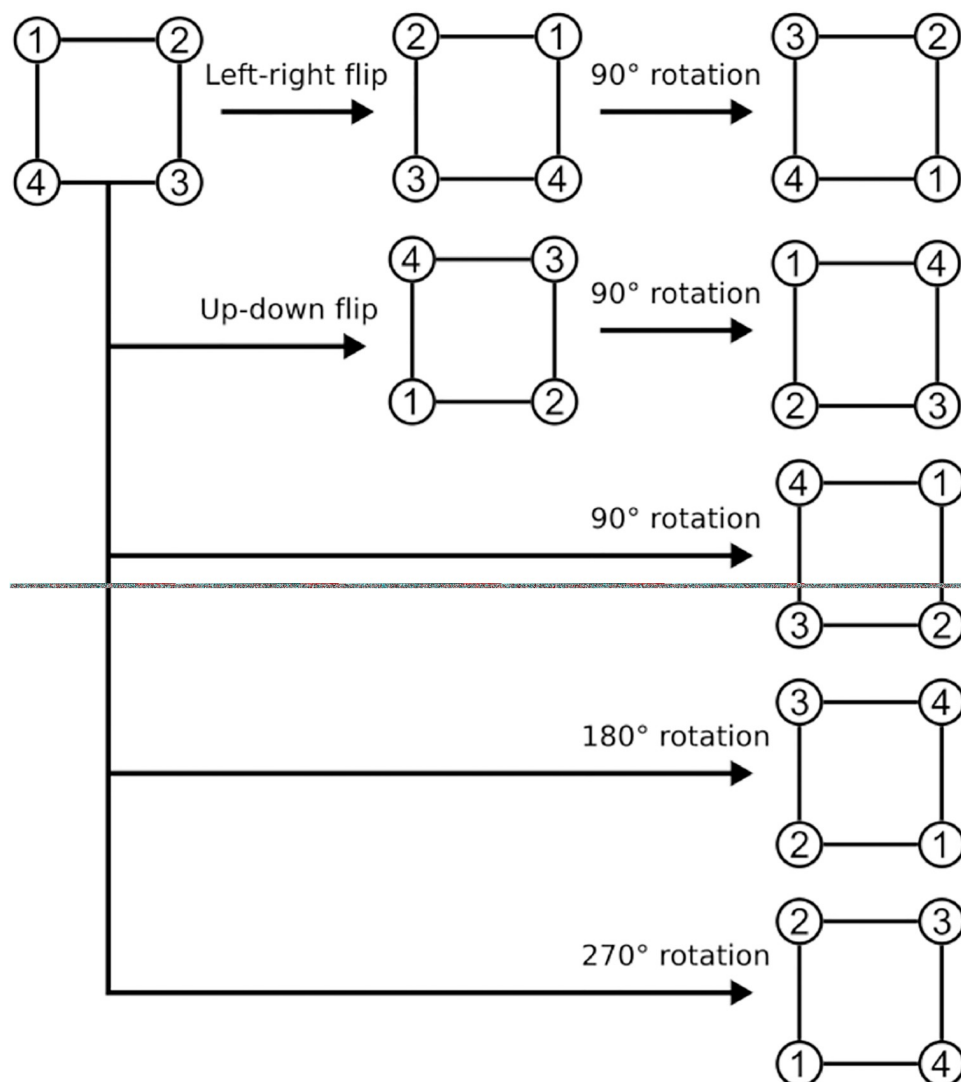 1 2 2 1 3 2
Left-right flip 90° rotation
4 3 3 4 4 1
4 3 1 4
Up-down flip 90° rotation
1 2 2 3
4 1
90° rotation
3 2
3 4
180° rotation
2 1
2 3
270° rotation
1 4